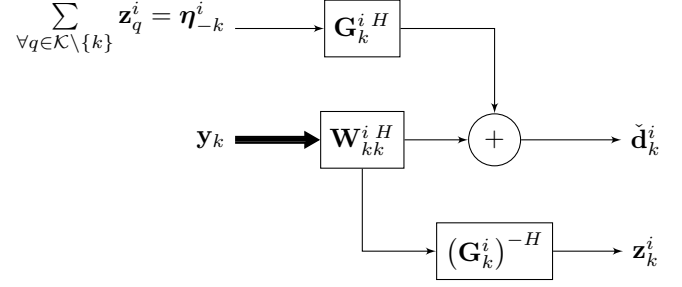 ∑_{∀q∈𝒦\{k}} 𝐳_q^i = 𝜼_{−k}^i
𝐆_k^{i H}
𝐲_k
𝐖_{kk}^{i H}
+
𝐝̌_k^i
(𝐆_k^i)^{−H}
𝐳_k^i